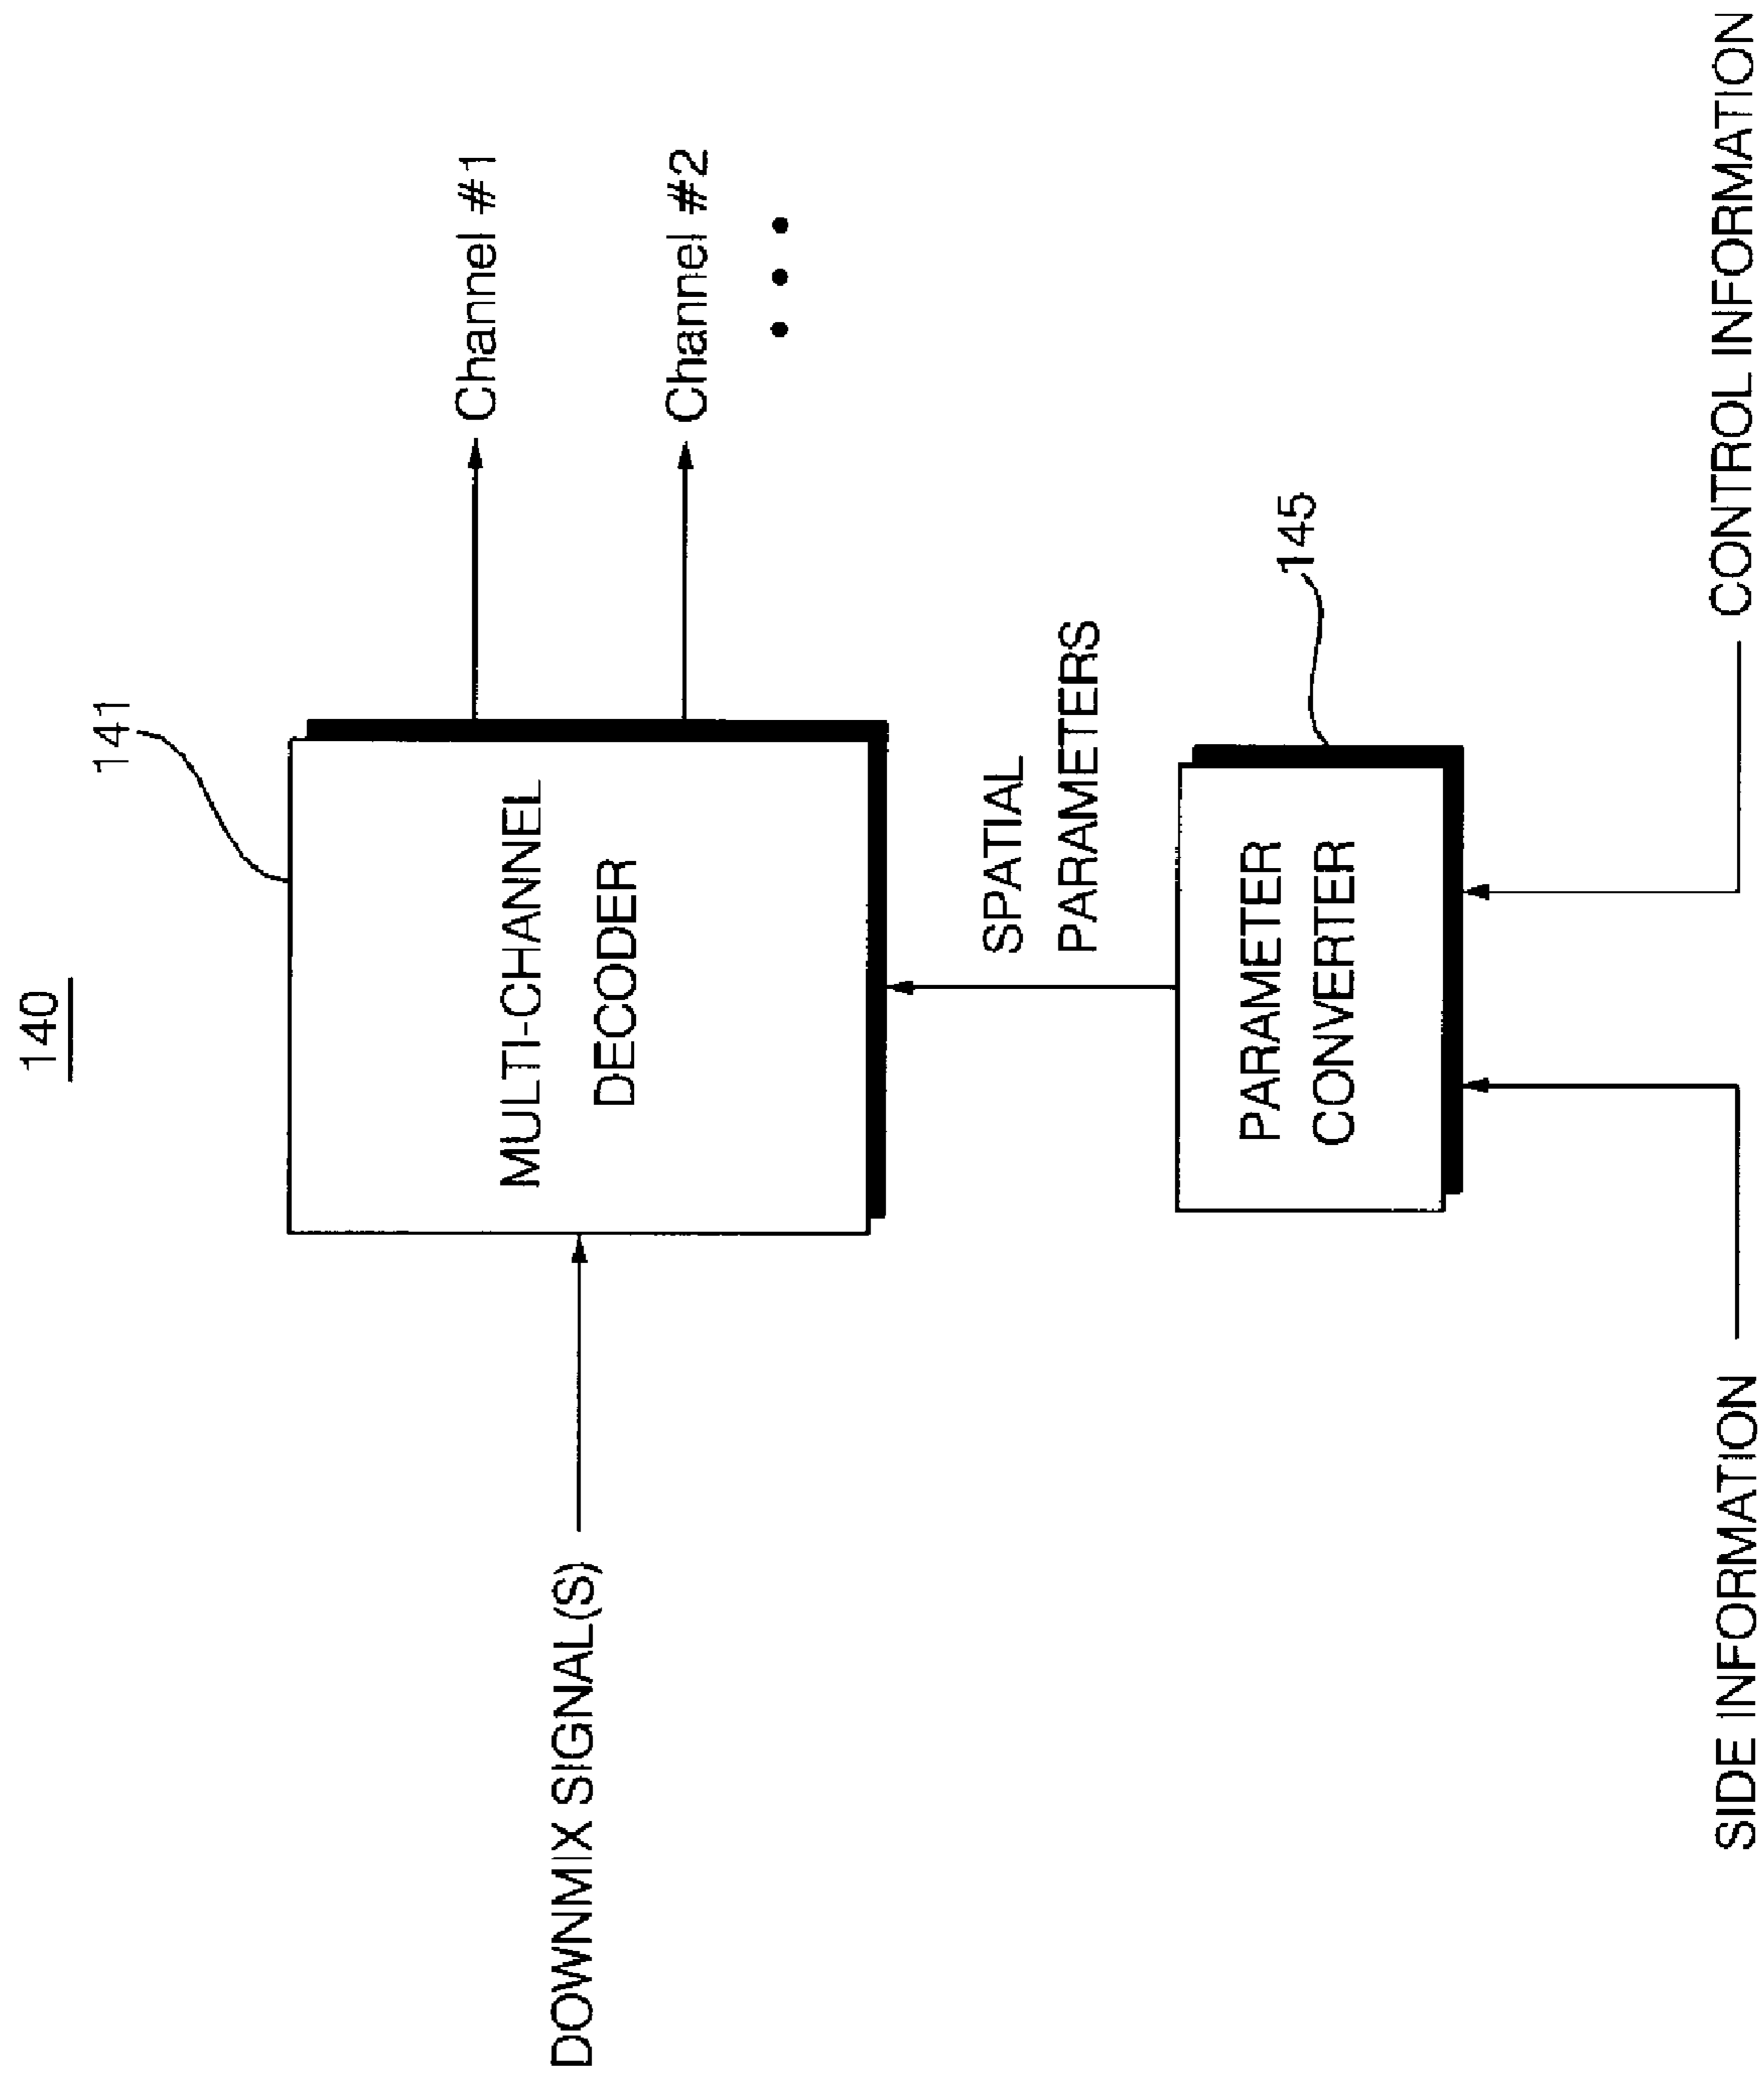 140
141
MULTI-CHANNEL
DECODER
DOWNMIX SIGNAL(S)
Channel #1
Channel #2
• • •
SPATIAL
PARAMETERS
145
PARAMETER
CONVERTER
SIDE INFORMATION
CONTROL INFORMATION